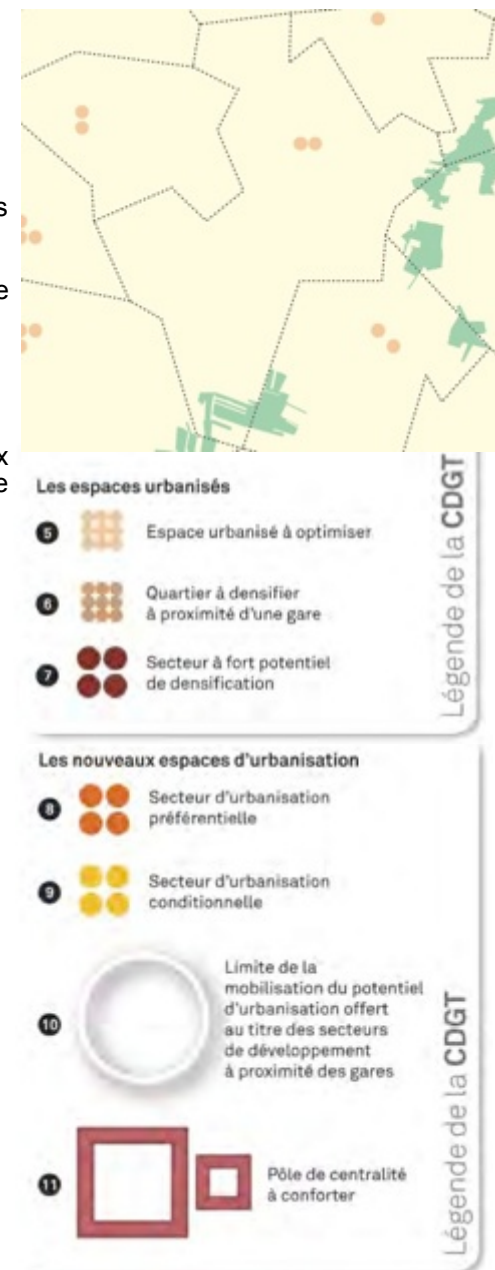 s
e
x
e
Les espaces urbanisés
5
Espace urbanisé à optimiser
6
Quartier à densifier
à proximité d'une gare
7
Secteur à fort potentiel
de densification
Légende de la CDGT
Les nouveaux espaces d'urbanisation
8
Secteur d'urbanisation
préférentielle
9
Secteur d'urbanisation
conditionnelle
10
Limite de la
mobilisation du potentiel
d'urbanisation offert
au titre des secteurs
de développement
à proximité des gares
11
Pôle de centralité
à conforter
Légende de la CDGT